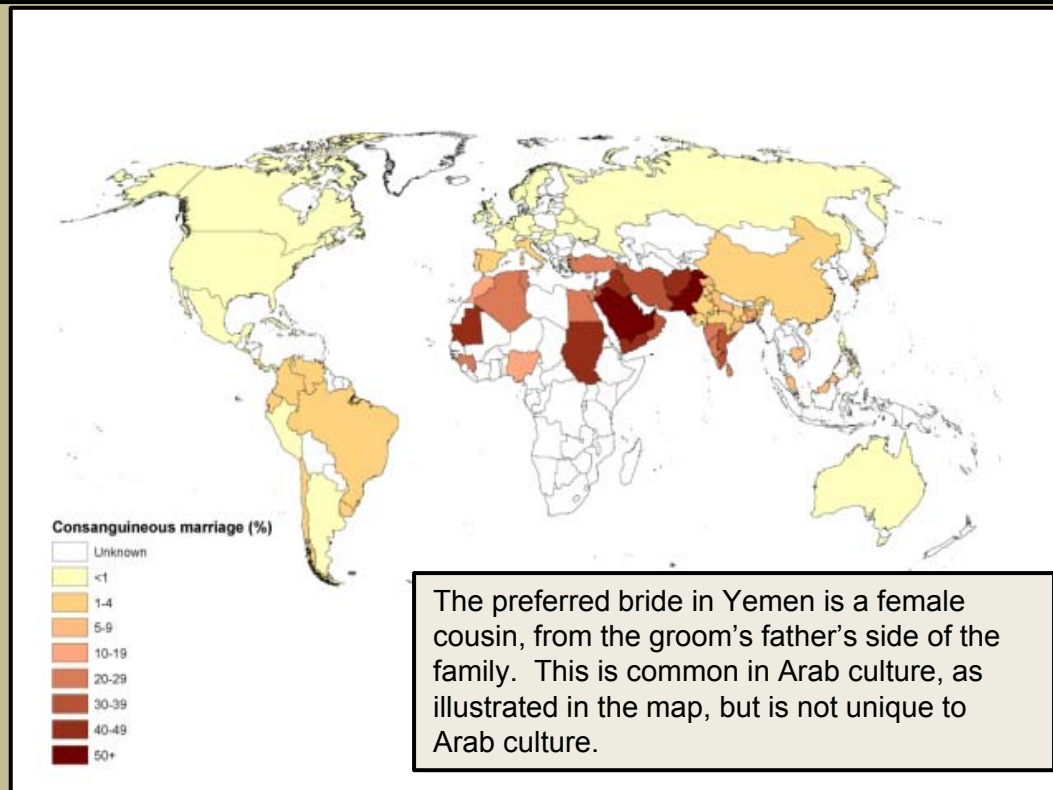 Consanguineous marriage (%)
Unknown
<1
1-4
5-9
10-19
20-29
30-39
40-49
50+
The preferred bride in Yemen is a female
cousin, from the groom’s father’s side of the
family.  This is common in Arab culture, as
illustrated in the map, but is not unique to
Arab culture.